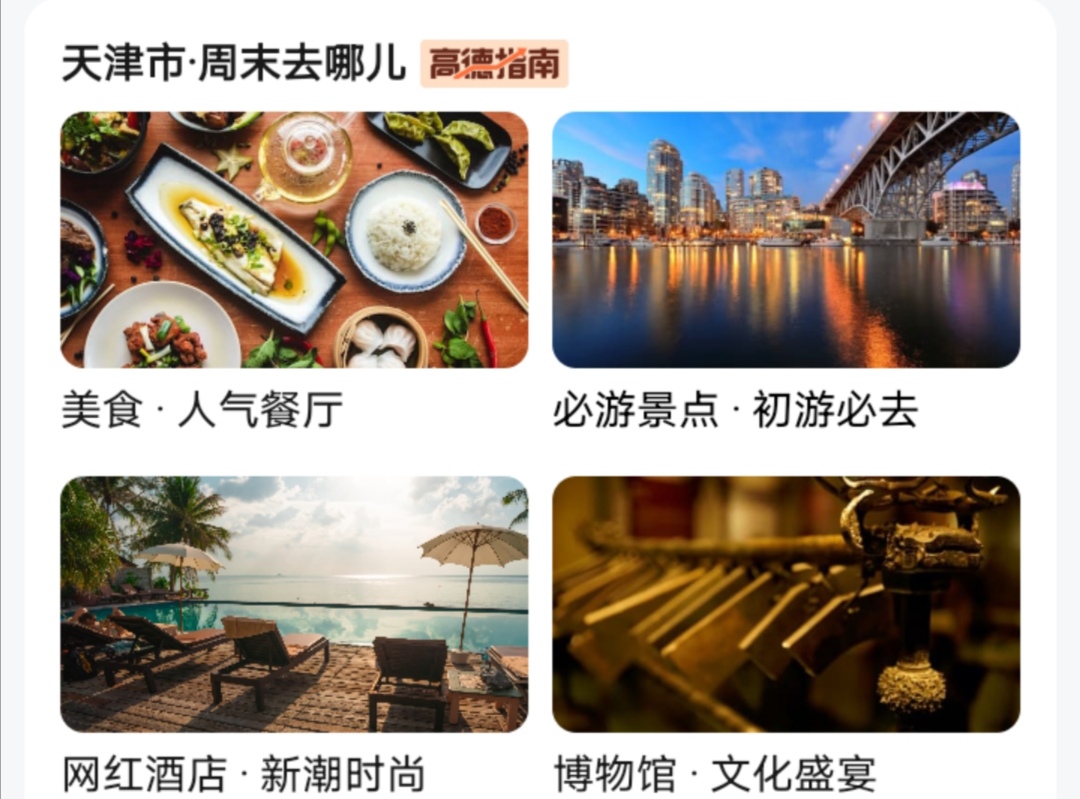 天津市·周末去哪儿 高德指南
美食 · 人气餐厅
必游景点 · 初游必去
网红酒店 · 新潮时尚
博物馆 · 文化盛宴